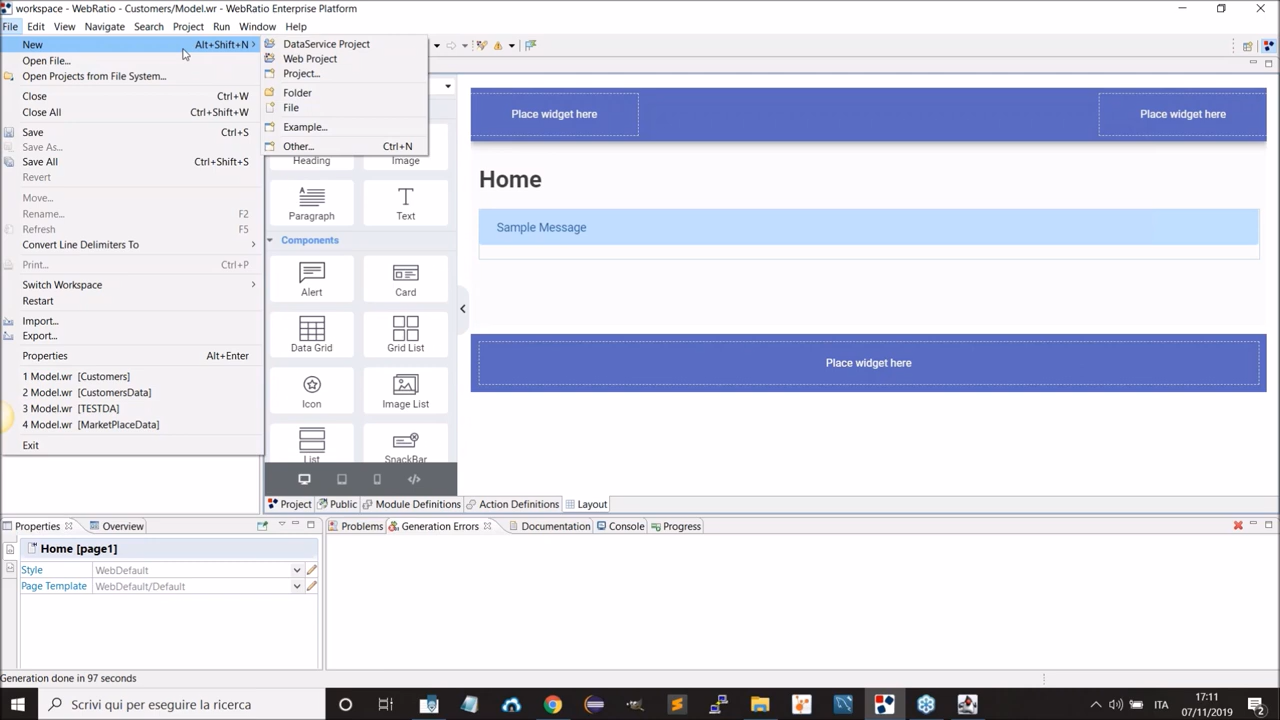 workspace - WebRatio - Customers/Model.wr - WebRatio Enterprise Platform
File Edit View Navigate Search Project Run Window Help
New Alt+Shift+N
Open File...
Open Projects from File System...
Close Ctrl+W
Close All Ctrl+Shift+W
Save Ctrl+S
Save As...
Save All Ctrl+Shift+S
Revert
Move...
Rename... F2
Refresh F5
Convert Line Delimiters To
Print... Ctrl+P
Switch Workspace
Restart
Import...
Export...
Properties Alt+Enter
1 Model.wr [Customers]
2 Model.wr [CustomersData]
3 Model.wr [TESTDA]
4 Model.wr [MarketPlaceData]
Exit
DataService Project
Web Project
Project...
Folder
File
Example...
Other... Ctrl+N
Heading Image
Paragraph Text
Components
Alert Card
Data Grid Grid List
Icon Image List
List SnackBar
Place widget here Place widget here
Home
Sample Message
Place widget here
Project Public Module Definitions Action Definitions Layout
Properties Overview
Home [page1]
Style WebDefault
Page Template WebDefault/Default
Problems Generation Errors Documentation Console Progress
Generation done in 97 seconds
Scrivi qui per eseguire la ricerca
ITA
17:11
07/11/2019
2